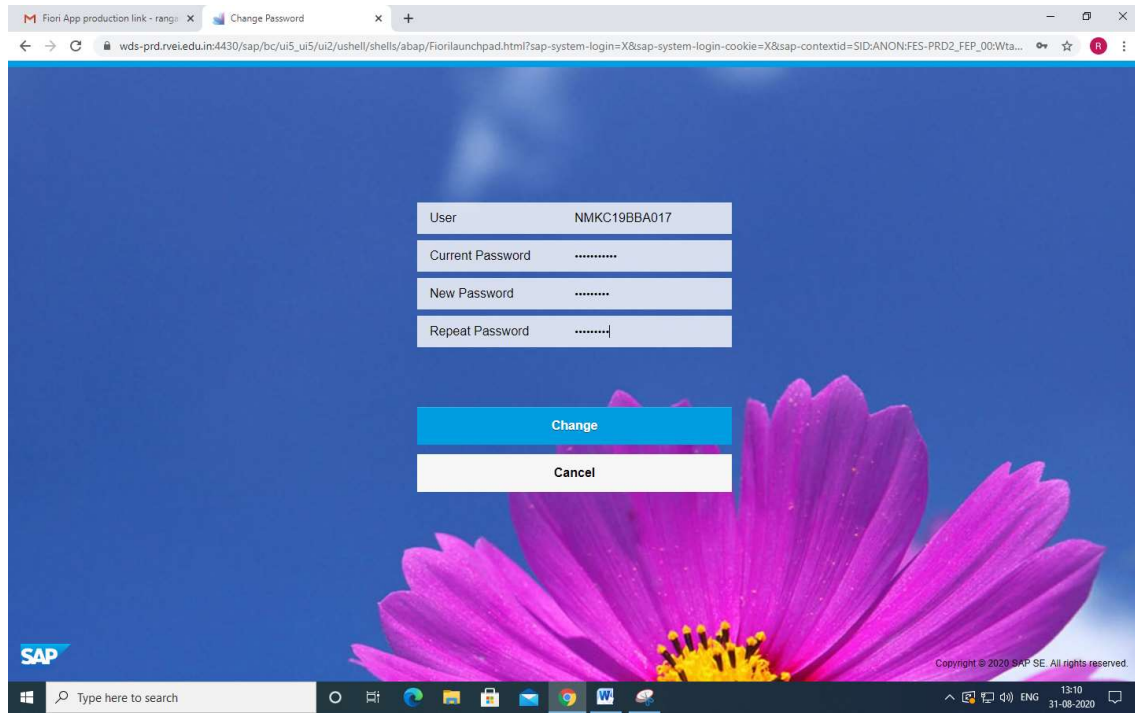 Fiori App production link - ranga
Change Password
wds-prd.rvei.edu.in:4430/sap/bc/ui5_ui5/ui2/ushell/shells/abap/Fiorilaunchpad.html?sap-system-login=X&sap-system-login-cookie=X&sap-contextid=SID:ANON:FES-PRD2_FEP_00:Wta...
R
User NMKC19BBA017
Current Password ···········
New Password ·········
Repeat Password ·········
Change
Cancel
SAP
Copyright © 2020 SAP SE. All rights reserved.
Type here to search
W
ENG
13:10
31-08-2020